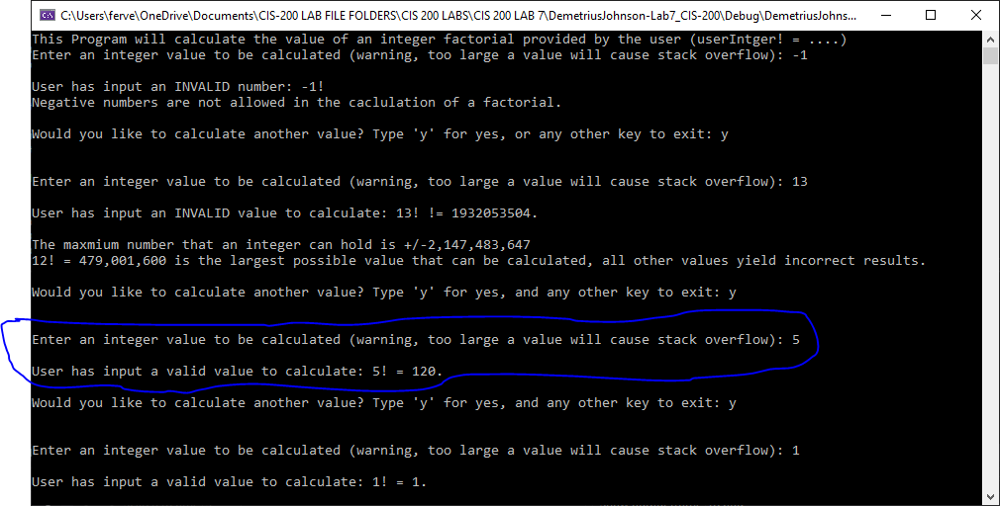 C:\Users\ferve\OneDrive\Documents\CIS-200 LAB FILE FOLDERS\CIS 200 LABS\CIS 200 LAB 7\DemetriusJohnson-Lab7_CIS-200\Debug\DemetriusJohns...
This Program will calculate the value of an integer factorial provided by the user (userIntger! = ....)
Enter an integer value to be calculated (warning, too large a value will cause stack overflow): -1
User has input an INVALID number: -1!
Negative numbers are not allowed in the caclulation of a factorial.
Would you like to calculate another value? Type 'y' for yes, or any other key to exit: y
Enter an integer value to be calculated (warning, too large a value will cause stack overflow): 13
User has input an INVALID value to calculate: 13! != 1932053504.
The maxmium number that an integer can hold is +/-2,147,483,647
12! = 479,001,600 is the largest possible value that can be calculated, all other values yield incorrect results.
Would you like to calculate another value? Type 'y' for yes, and any other key to exit: y
Enter an integer value to be calculated (warning, too large a value will cause stack overflow): 5
User has input a valid value to calculate: 5! = 120.
Would you like to calculate another value? Type 'y' for yes, and any other key to exit: y
Enter an integer value to be calculated (warning, too large a value will cause stack overflow): 1
User has input a valid value to calculate: 1! = 1.